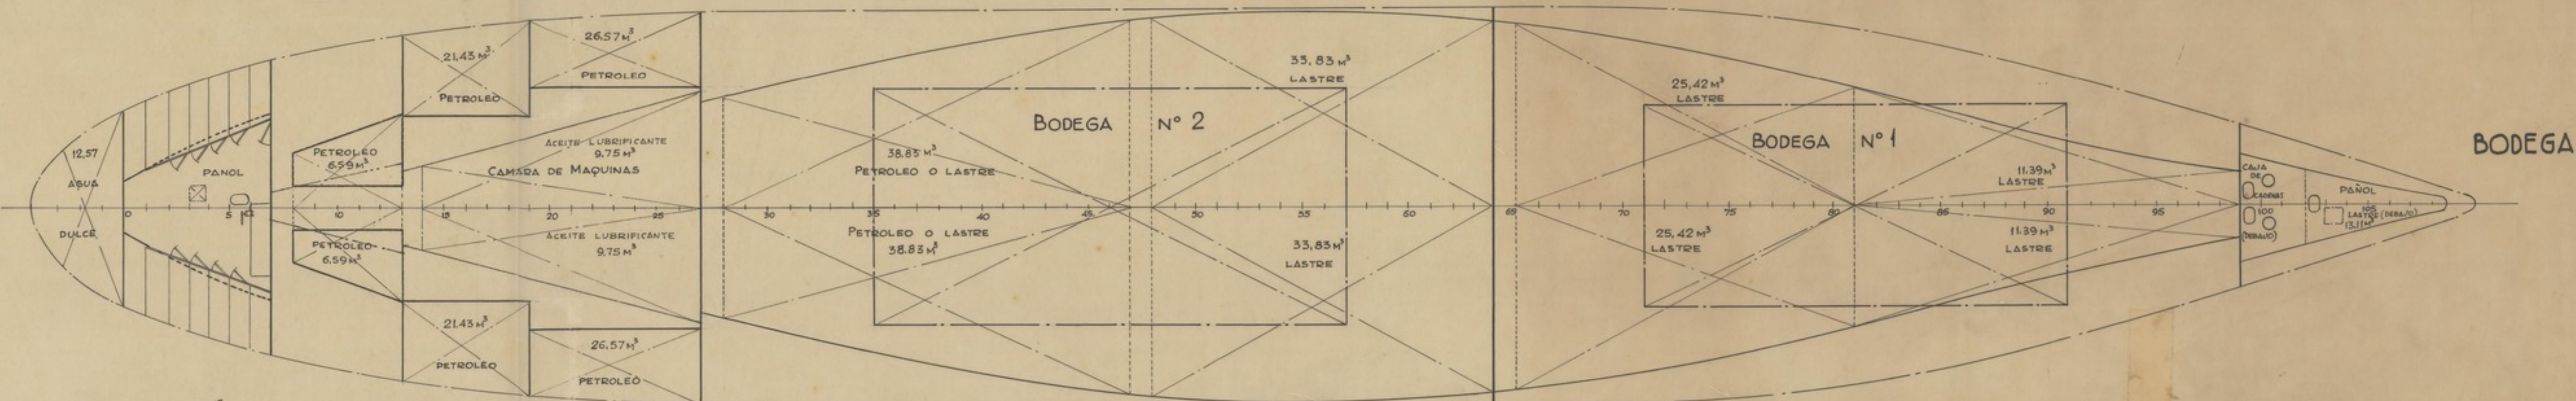 12,57
AGUA
DULCE
PANOL
PETROLEO
6.59 M³
PETROLEO
6.59 M³
21.43 M³
PETROLEO
26.57 M³
PETROLEO
21.43 M³
PETROLEO
26.57 M³
PETROLEO
ACEITE LUBRIFICANTE
9.75 M³
CAMARA DE MAQUINAS
ACEITE LUBRIFICANTE
9.75 M³
0 5 10 15 20 25 30 35 40 45 50 55 60 65 70 75 80 85 90 95 100 105
38.83 M³
PETROLEO O LASTRE
PETROLEO O LASTRE
38.83 M³
BODEGA Nº 2
33,83 M³
LASTRE
33,83 M³
LASTRE
25,42 M³
LASTRE
BODEGA Nº 1
25,42 M³
LASTRE
11.39 M³
LASTRE
11.39 M³
LASTRE
CAJA
DE
CADENAS
(DEBAJO)
PAÑOL
LASTRE (DEBAJO)
13.11 M³
BODEGA